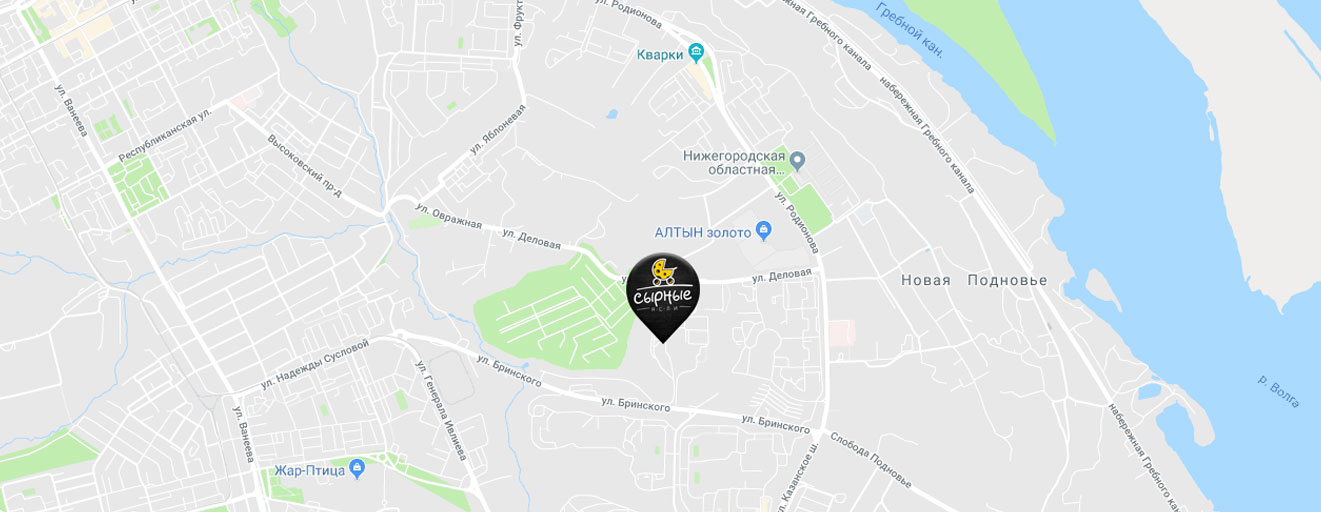 ул. Родионова
ул. Фрукт
Кварки
Гребной кан.
набережная Гребного канала
набережная Гребного канала
ул. Ванеева
Республиканская ул.
Высоковский пр-д
ул. Яблоневая
Нижегородская
областная...
ул. Родионова
ул. Овражная
ул. Деловая
АЛТЫН золото
ул. Деловая
Новая Подновье
сырные
ЯСЛИ
ул. Надежды Сусловой
ул. Бринского
ул. Генерала Ивлиева
ул. Ванеева
ул. Бринского
ул. Бринского
Слобода Подновье
ул. Казанское ш.
набережная Гребного канала
р. Волга
Жар-Птица